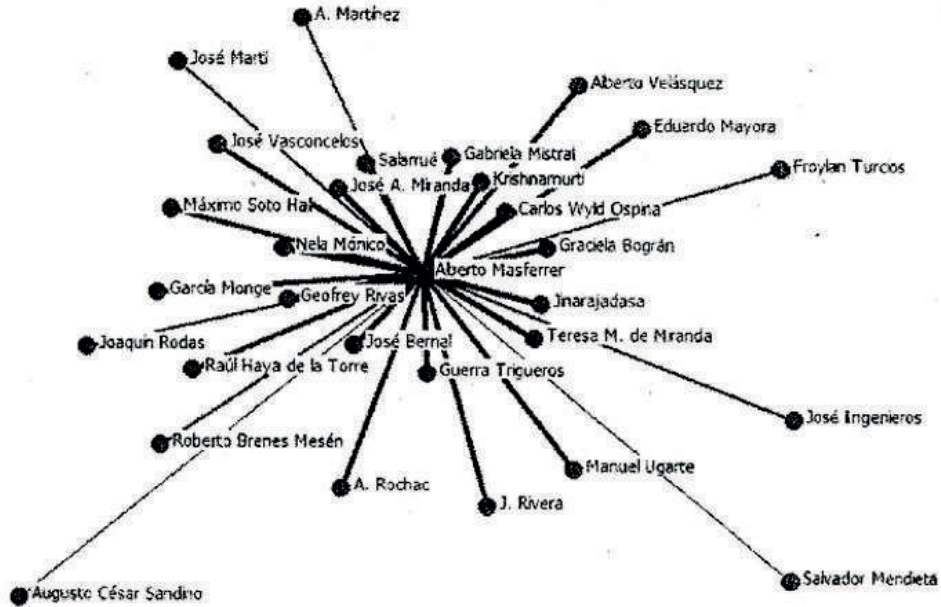 A. Martínez
José Martí
Alberto Velásquez
Eduardo Mayora
José Vasconcelos
Salarrué
Gabriela Mistral
Froylan Turcios
José A. Miranda
Krishnamurti
Máximo Soto Hall
Carlos Wyld Ospina
Nela Mónico
Graciela Bográn
Alberto Masferrer
García Monge
Geofrey Rivas
Jinarajadasa
Joaquín Rodas
José Bernal
Teresa M. de Miranda
Raúl Haya de la Torre
Guerra Trigueros
José Ingenieros
Roberto Brenes Mesén
Manuel Ugarte
A. Rochac
J. Rivera
Augusto César Sandino
Salvador Mendieta